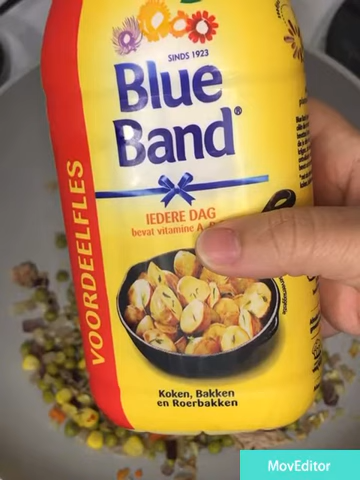 SINDS 1923
Blue
Band®
VOORDEELFLES
IEDERE DAG
bevat vitamine A
Koken, Bakken
en Roerbakken
MovEditor